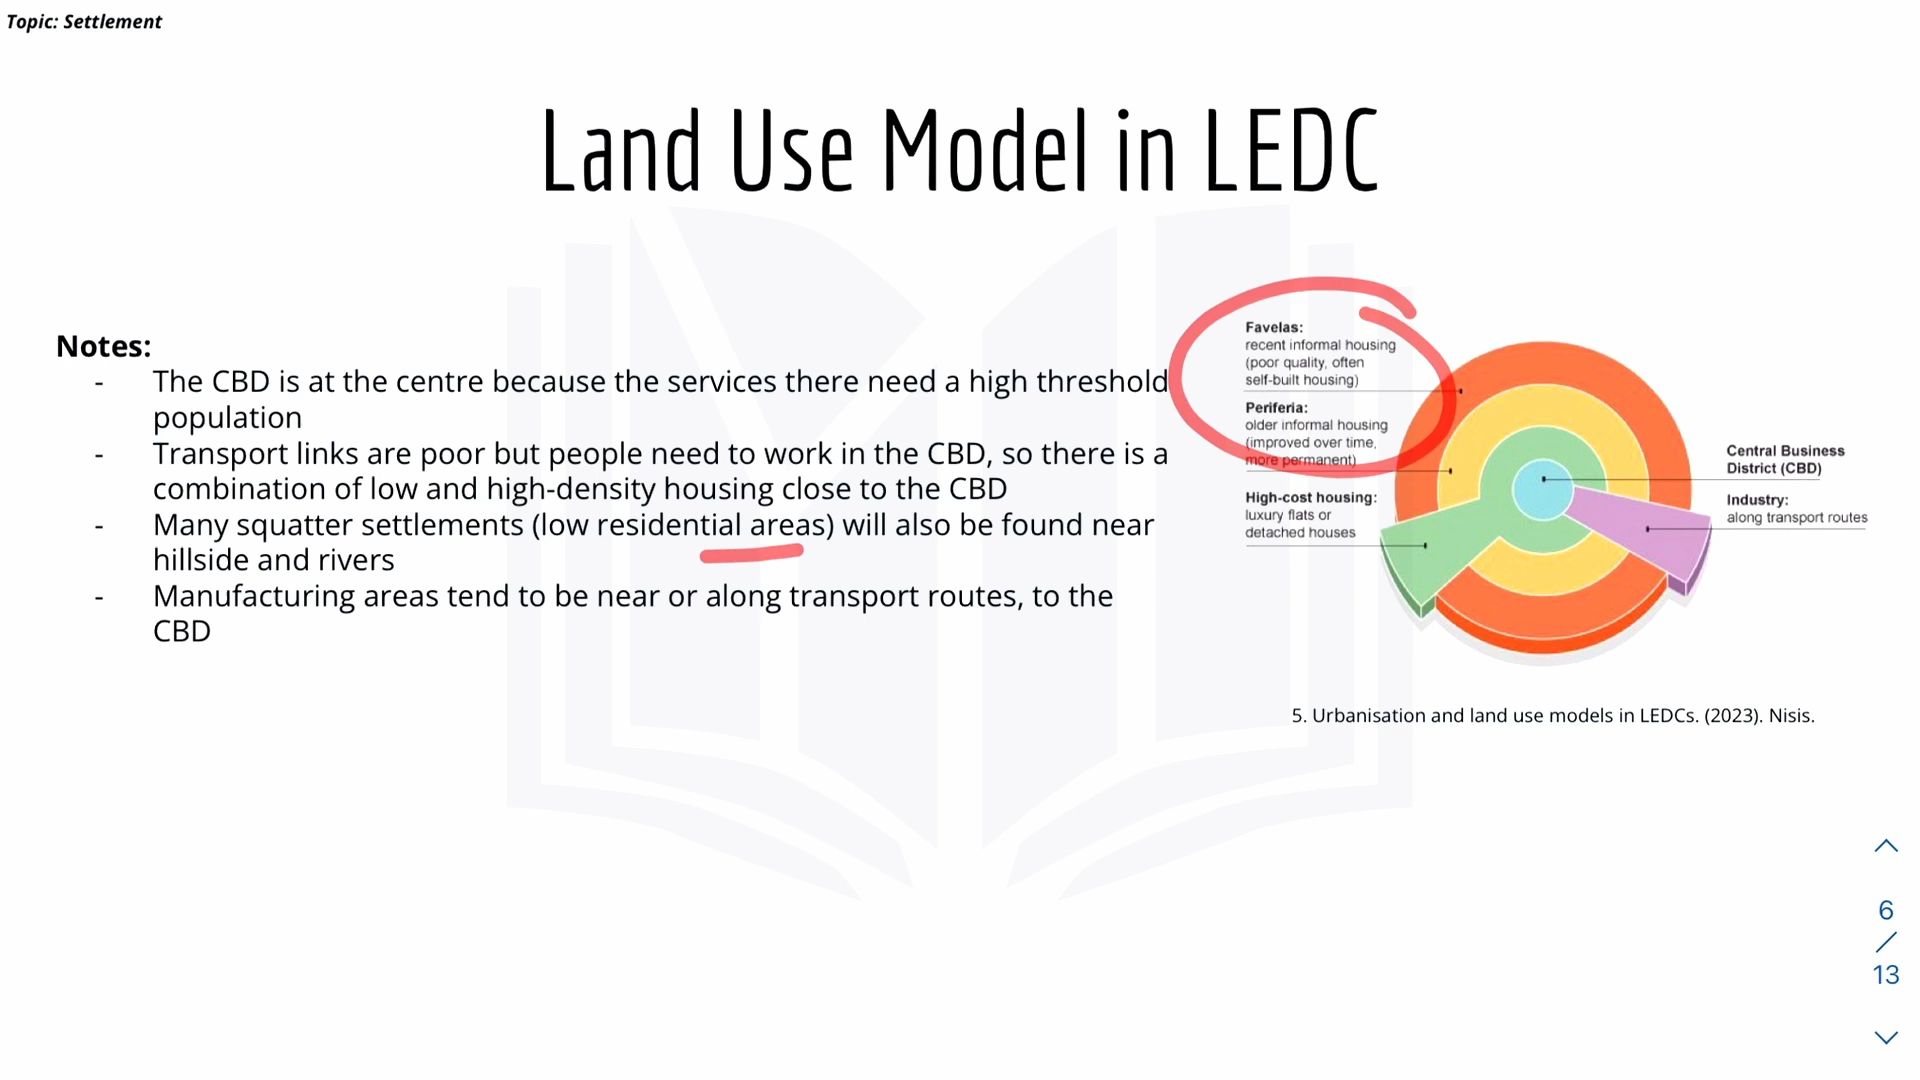 Topic: Settlement
Land Use Model in LEDC
Notes:
- The CBD is at the centre because the services there need a high threshold
population
- Transport links are poor but people need to work in the CBD, so there is a
combination of low and high-density housing close to the CBD
- Many squatter settlements (low residential areas) will also be found near
hillside and rivers
- Manufacturing areas tend to be near or along transport routes, to the
CBD
Favelas:
recent informal housing
(poor quality, often
self-built housing)
Periferia:
older informal housing
(improved over time,
more permanent)
High-cost housing:
luxury flats or
detached houses
Central Business
District (CBD)
Industry:
along transport routes
5. Urbanisation and land use models in LEDCs. (2023). Nisis.
6
/
13